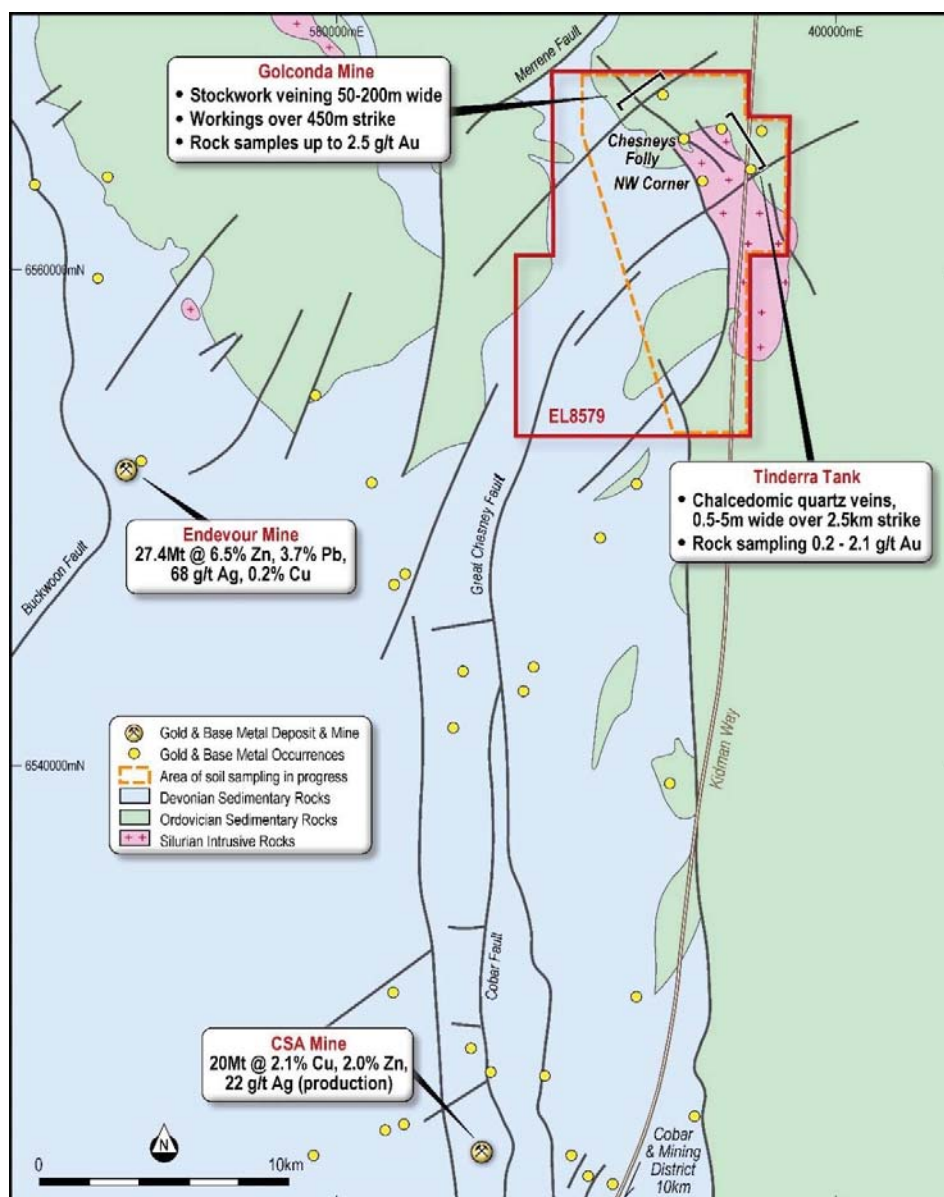 580000mE
400000mE
Golconda Mine
• Stockwork veining 50-200m wide
• Workings over 450m strike
• Rock samples up to 2.5 g/t Au
Merrene Fault
Chesneys
Folly
NW Corner
6560000mN
EL8579
Tinderra Tank
• Chalcedomic quartz veins,
0.5-5m wide over 2.5km strike
• Rock sampling 0.2 - 2.1 g/t Au
Endevour Mine
27.4Mt @ 6.5% Zn, 3.7% Pb,
68 g/t Ag, 0.2% Cu
Buckwoon Fault
Great Chesney Fault
Kidman Way
Gold & Base Metal Deposit & Mine
Gold & Base Metal Occurrences
Area of soil sampling in progress
Devonian Sedimentary Rocks
Ordovician Sedimentary Rocks
Silurian Intrusive Rocks
6540000mN
Cobar Fault
CSA Mine
20Mt @ 2.1% Cu, 2.0% Zn,
22 g/t Ag (production)
N
0 10km
Cobar
& Mining
District
10km